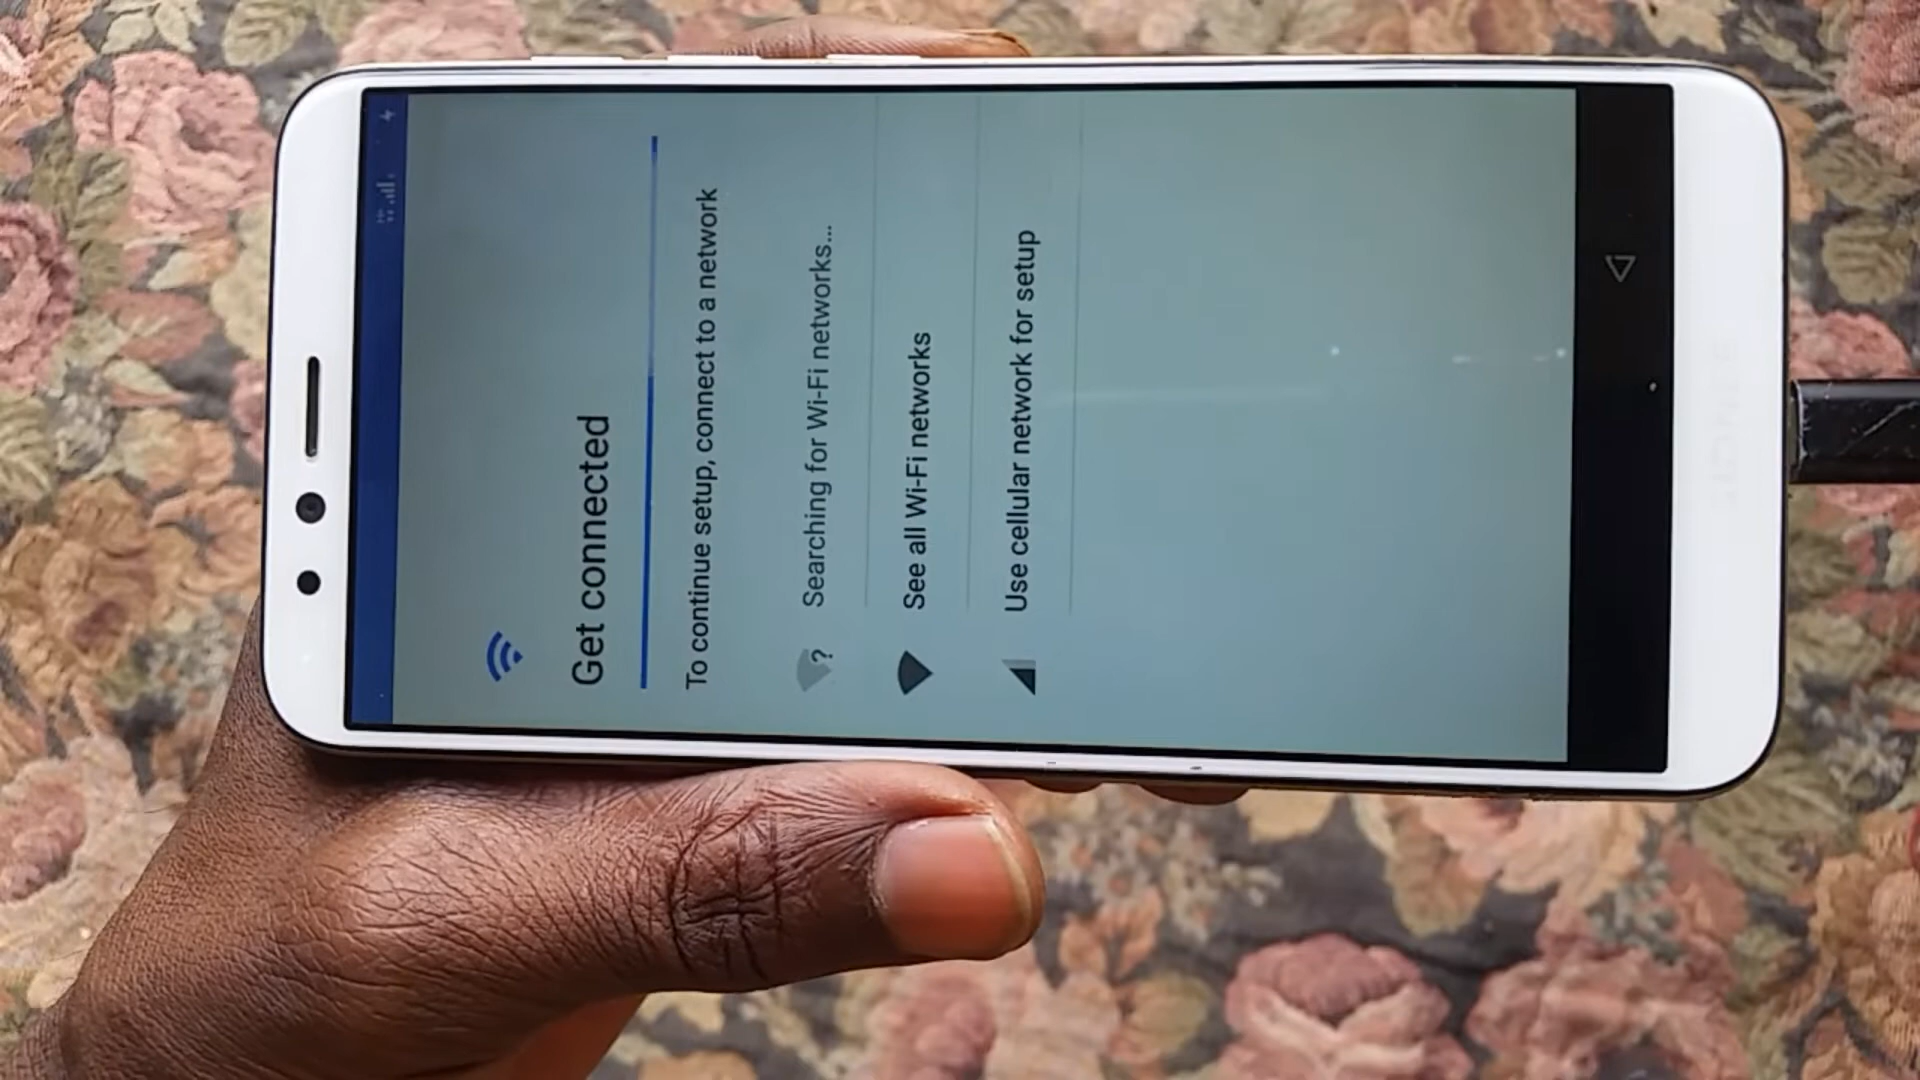 Get connected
To continue setup, connect to a network
Searching for Wi-Fi networks...
See all Wi-Fi networks
Use cellular network for setup